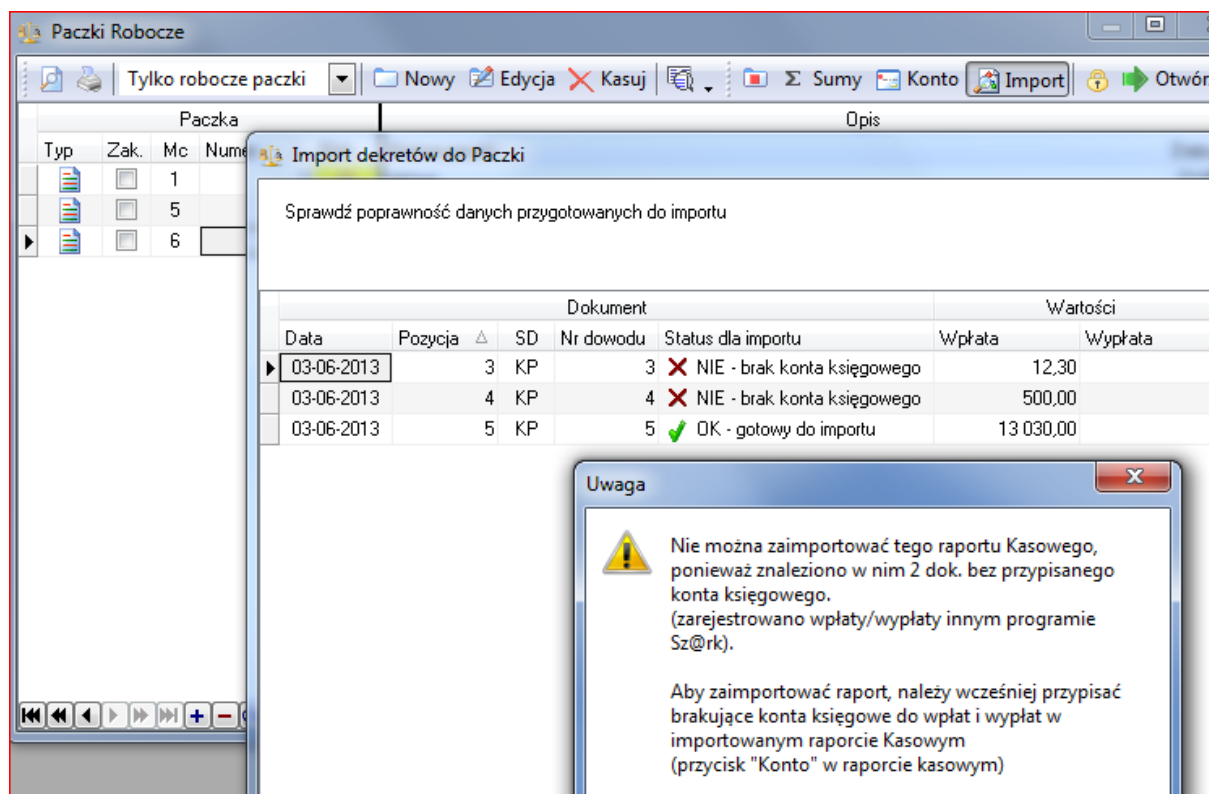 Paczki Robocze
Tylko robocze paczki Nowy Edycja Kasuj Σ Sumy Konto Import
Paczka Opis
Typ Zak. Mc
1
5
6
Import dekretów do Paczki
Sprawdź poprawność danych przygotowanych do importu
Dokument Wartości
Data Pozycja SD Nr dowodu Status dla importu Wpłata Wypłata
03-06-2013 3 KP 3 NIE - brak konta księgowego 12,30
03-06-2013 4 KP 4 NIE - brak konta księgowego 500,00
03-06-2013 5 KP 5 OK - gotowy do importu 13 030,00
Uwaga
Nie można zaimportować tego raportu Kasowego,
ponieważ znaleziono w nim 2 dok. bez przypisanego
konta księgowego.
(zarejestrowano wpłaty/wypłaty innym programie
Sz@rk).
Aby zaimportować raport, należy wcześniej przypisać
brakujące konta księgowe do wpłat i wypłat w
importowanym raporcie Kasowym
(przycisk "Konto" w raporcie kasowym)